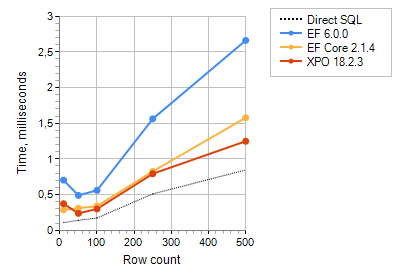 Direct SQL
EF 6.0.0
EF Core 2.1.4
XPO 18.2.3
Time, milliseconds
3
2,5
2
1,5
1
0,5
0
0 100 200 300 400 500
Row count